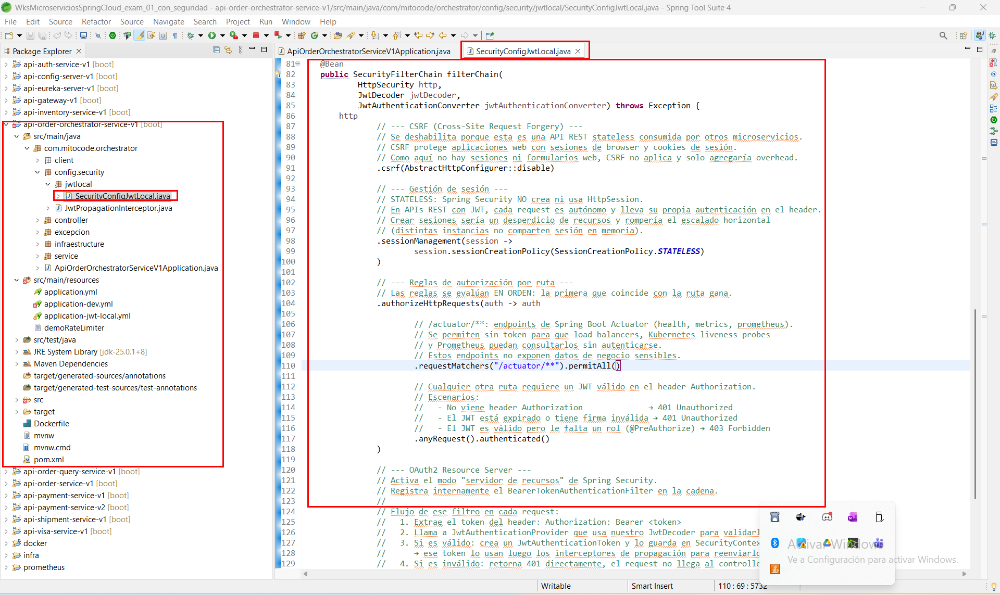 WksMicroserviciosSpringCloud_exam_01_con_seguridad - api-order-orchestrator-service-v1/src/main/java/com/mitocode/orchestrator/config/security/jwtlocal/SecurityConfigJwtLocal.java - Spring Tool Suite 4
File Edit Source Refactor Source Navigate Search Project Run Window Help
Package Explorer
api-auth-service-v1 [boot]
api-config-server-v1 [boot]
api-eureka-server-v1 [boot]
api-gateway-v1 [boot]
api-inventory-service-v1 [boot]
api-order-orchestrator-service-v1 [boot]
src/main/java
com.mitocode.orchestrator
client
config.security
jwtlocal
SecurityConfigJwtLocal.java
JwtPropagationInterceptor.java
controller
excepcion
infraestructure
service
ApiOrderOrchestratorServiceV1Application.java
src/main/resources
application.yml
application-dev.yml
application-jwt-local.yml
demoRateLimiter
src/test/java
JRE System Library [jdk-25.0.1+8]
Maven Dependencies
target/generated-sources/annotations
target/generated-test-sources/test-annotations
src
target
Dockerfile
mvnw
mvnw.cmd
pom.xml
api-order-query-service-v1 [boot]
api-order-service-v1 [boot]
api-payment-service-v1 [boot]
api-payment-service-v2 [boot]
api-shipment-service-v1 [boot]
api-visa-service-v1 [boot]
docker
infra
prometheus
ApiOrderOrchestratorServiceV1Application.java
SecurityConfigJwtLocal.java
81 @Bean
82 public SecurityFilterChain filterChain(
83 HttpSecurity http,
84 JwtDecoder jwtDecoder,
85 JwtAuthenticationConverter jwtAuthenticationConverter) throws Exception {
86 http
87 // --- CSRF (Cross-Site Request Forgery) ---
88 // Se deshabilita porque esta es una API REST stateless consumida por otros microservicios.
89 // CSRF protege aplicaciones web con sesiones de browser y cookies de sesión.
90 // Como aquí no hay sesiones ni formularios web, CSRF no aplica y solo agregaría overhead.
91 .csrf(AbstractHttpConfigurer::disable)
92
93 // --- Gestión de sesión ---
94 // STATELESS: Spring Security NO crea ni usa HttpSession.
95 // En APIs REST con JWT, cada request es autónomo y lleva su propia autenticación en el header.
96 // Crear sesiones sería un desperdicio de recursos y rompería el escalado horizontal
97 // (distintas instancias no comparten sesión en memoria).
98 .sessionManagement(session ->
99 session.sessionCreationPolicy(SessionCreationPolicy.STATELESS)
100 )
101
102 // --- Reglas de autorización por ruta ---
103 // Las reglas se evalúan EN ORDEN: la primera que coincide con la ruta gana.
104 .authorizeHttpRequests(auth -> auth
105
106 // /actuator/**: endpoints de Spring Boot Actuator (health, metrics, prometheus).
107 // Se permiten sin token para que load balancers, Kubernetes liveness probes
108 // y Prometheus puedan consultarlos sin autenticarse.
109 // Estos endpoints no exponen datos de negocio sensibles.
110 .requestMatchers("/actuator/**").permitAll()
111
112 // Cualquier otra ruta requiere un JWT válido en el header Authorization.
113 // Escenarios:
114 // - No viene header Authorization → 401 Unauthorized
115 // - El JWT está expirado o tiene firma inválida → 401 Unauthorized
116 // - El JWT es válido pero le falta un rol (@PreAuthorize) → 403 Forbidden
117 .anyRequest().authenticated()
118 )
119
120 // --- OAuth2 Resource Server ---
121 // Activa el modo "servidor de recursos" de Spring Security.
122 // Registra internamente el BearerTokenAuthenticationFilter en la cadena.
123 //
124 // Flujo de ese filtro en cada request:
125 // 1. Extrae el token del header: Authorization: Bearer <token>
126 // 2. Llama a JwtAuthenticationProvider que usa nuestro JwtDecoder para validarl
127 // 3. Si es válido: crea un JwtAuthenticationToken y lo guarda en SecurityContex
128 // → ese token lo usan luego los interceptores de propagación para reenviarlo
129 // 4. Si es inválido: retorna 401 directamente, el request no llega al controlle
Activar Windows
Ve a Configuración para activar Windows.
Writable
Smart Insert
110 : 69 : 5732